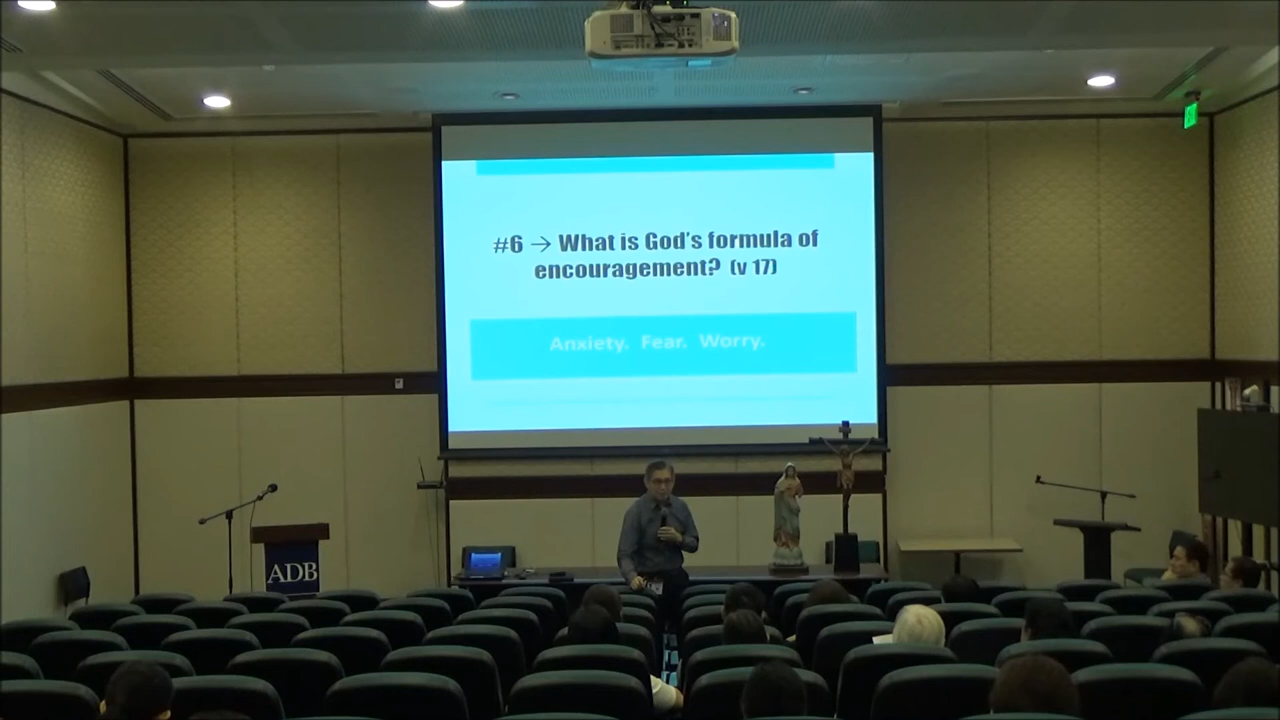 #6 → What is God's formula of
encouragement? (v 17)
Anxiety. Fear. Worry.
ADB